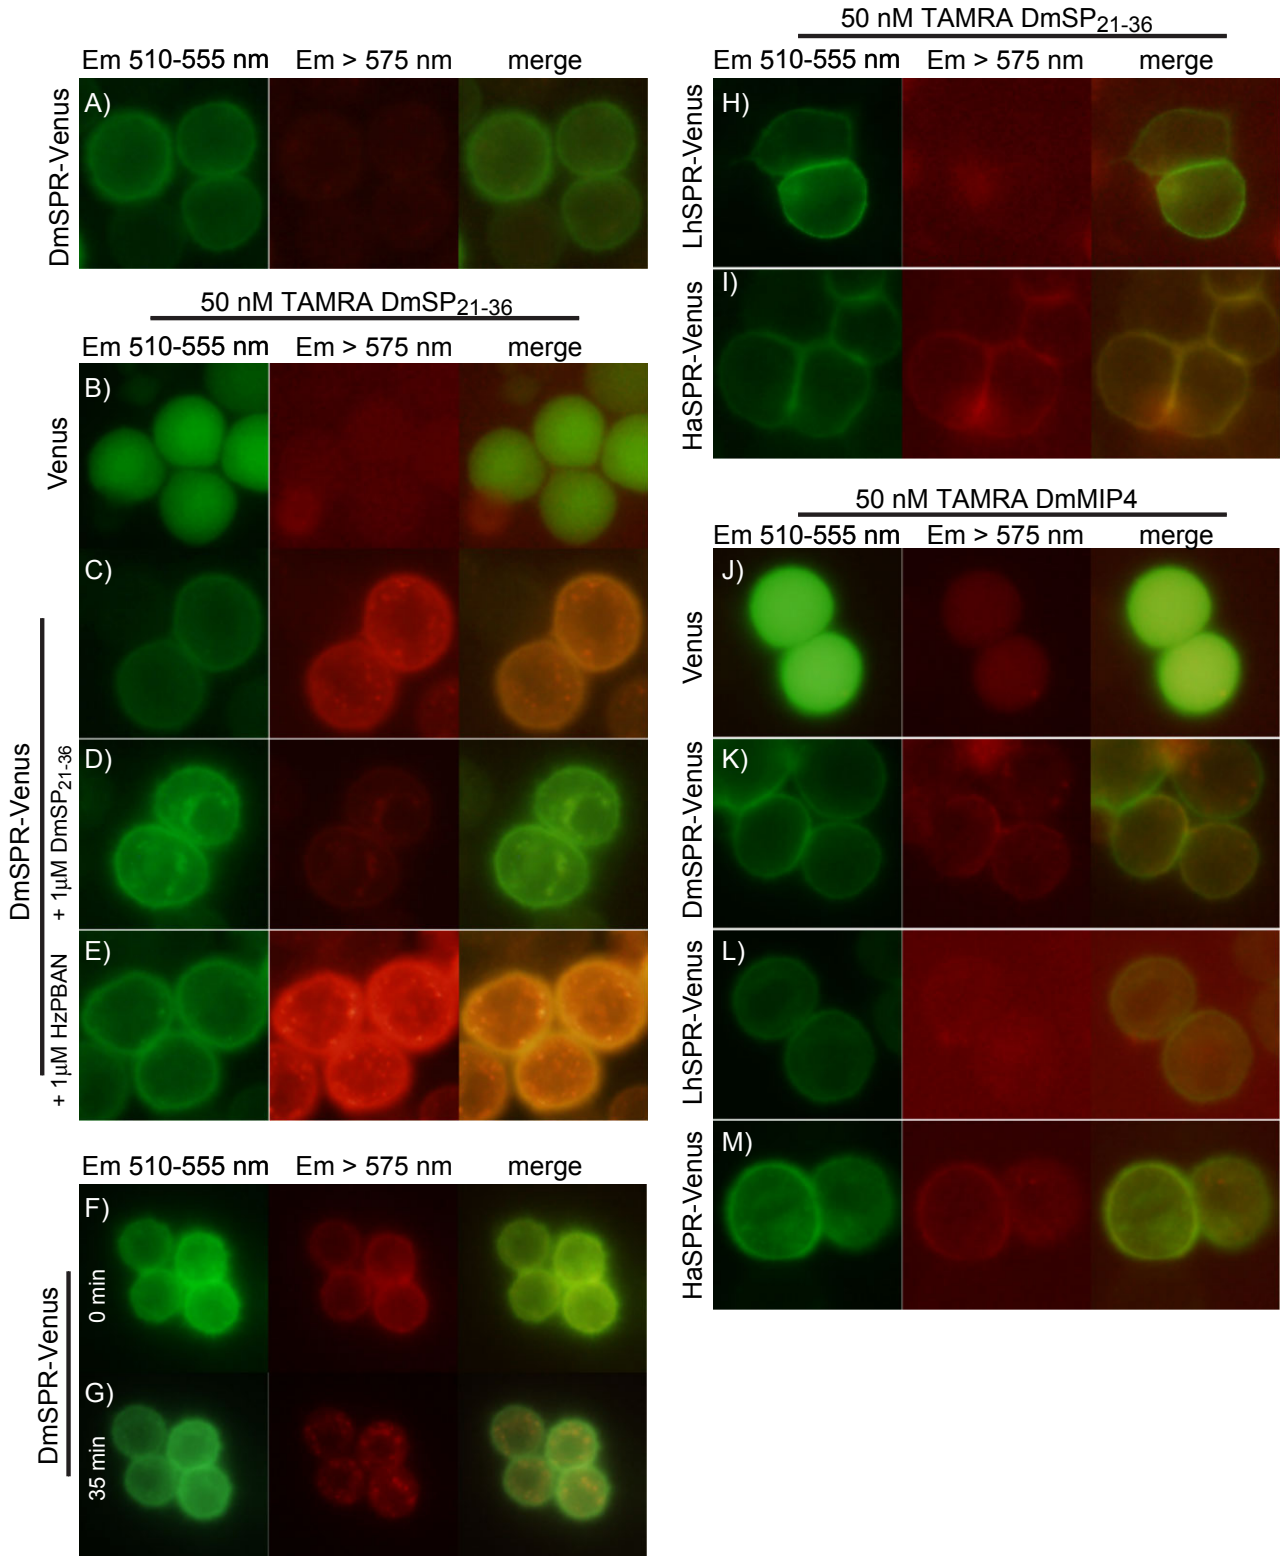 Em 510-555 nm Em > 575 nm merge
DmSPR-Venus
A)
50 nM TAMRA DmSP21-36
Em 510-555 nm Em > 575 nm merge
Venus
B)
DmSPR-Venus
C)
+ 1µM DmSP21-36
D)
+ 1µM HzPBAN
E)
Em 510-555 nm Em > 575 nm merge
DmSPR-Venus
0 min
F)
35 min
G)
50 nM TAMRA DmSP21-36
Em 510-555 nm Em > 575 nm merge
LhSPR-Venus
H)
HaSPR-Venus
I)
50 nM TAMRA DmMIP4
Em 510-555 nm Em > 575 nm merge
Venus
J)
DmSPR-Venus
K)
LhSPR-Venus
L)
HaSPR-Venus
M)